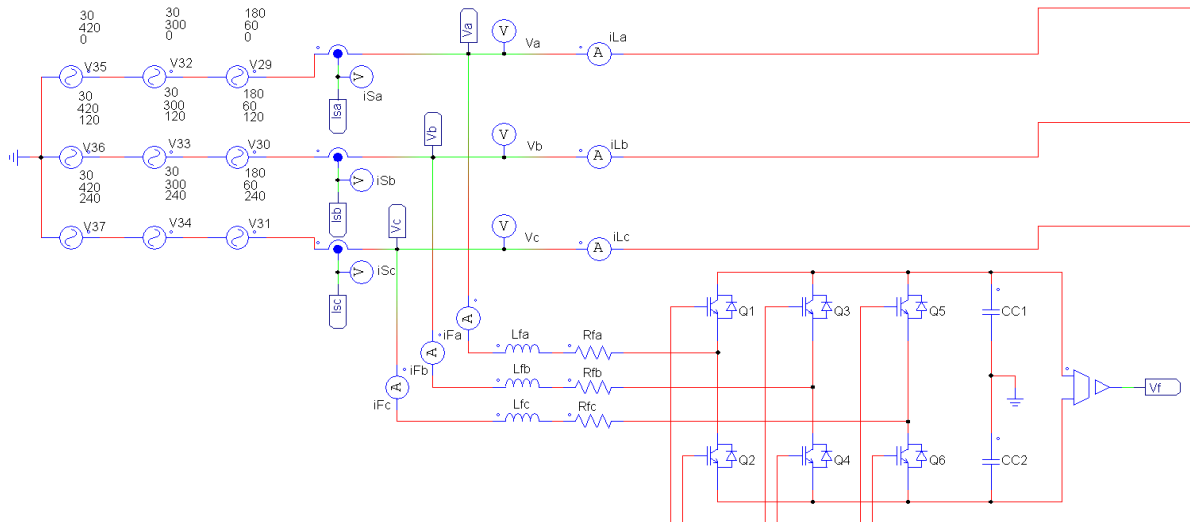 30
420
0
30
300
0
180
60
0
V35
V32
V29
Va
V
Va
A
iLa
V
iSa
Isa
30
420
120
30
300
120
180
60
120
V36
V33
V30
Vb
V
Vb
A
iLb
V
iSb
Isb
30
420
240
30
300
240
180
60
240
V37
V34
V31
Vc
V
Vc
A
iLc
V
iSc
Isc
A
iFa
A
iFb
A
iFc
Lfa
Rfa
Lfb
Rfb
Lfc
Rfc
Q1
Q3
Q5
CC1
Q2
Q4
Q6
CC2
Vf